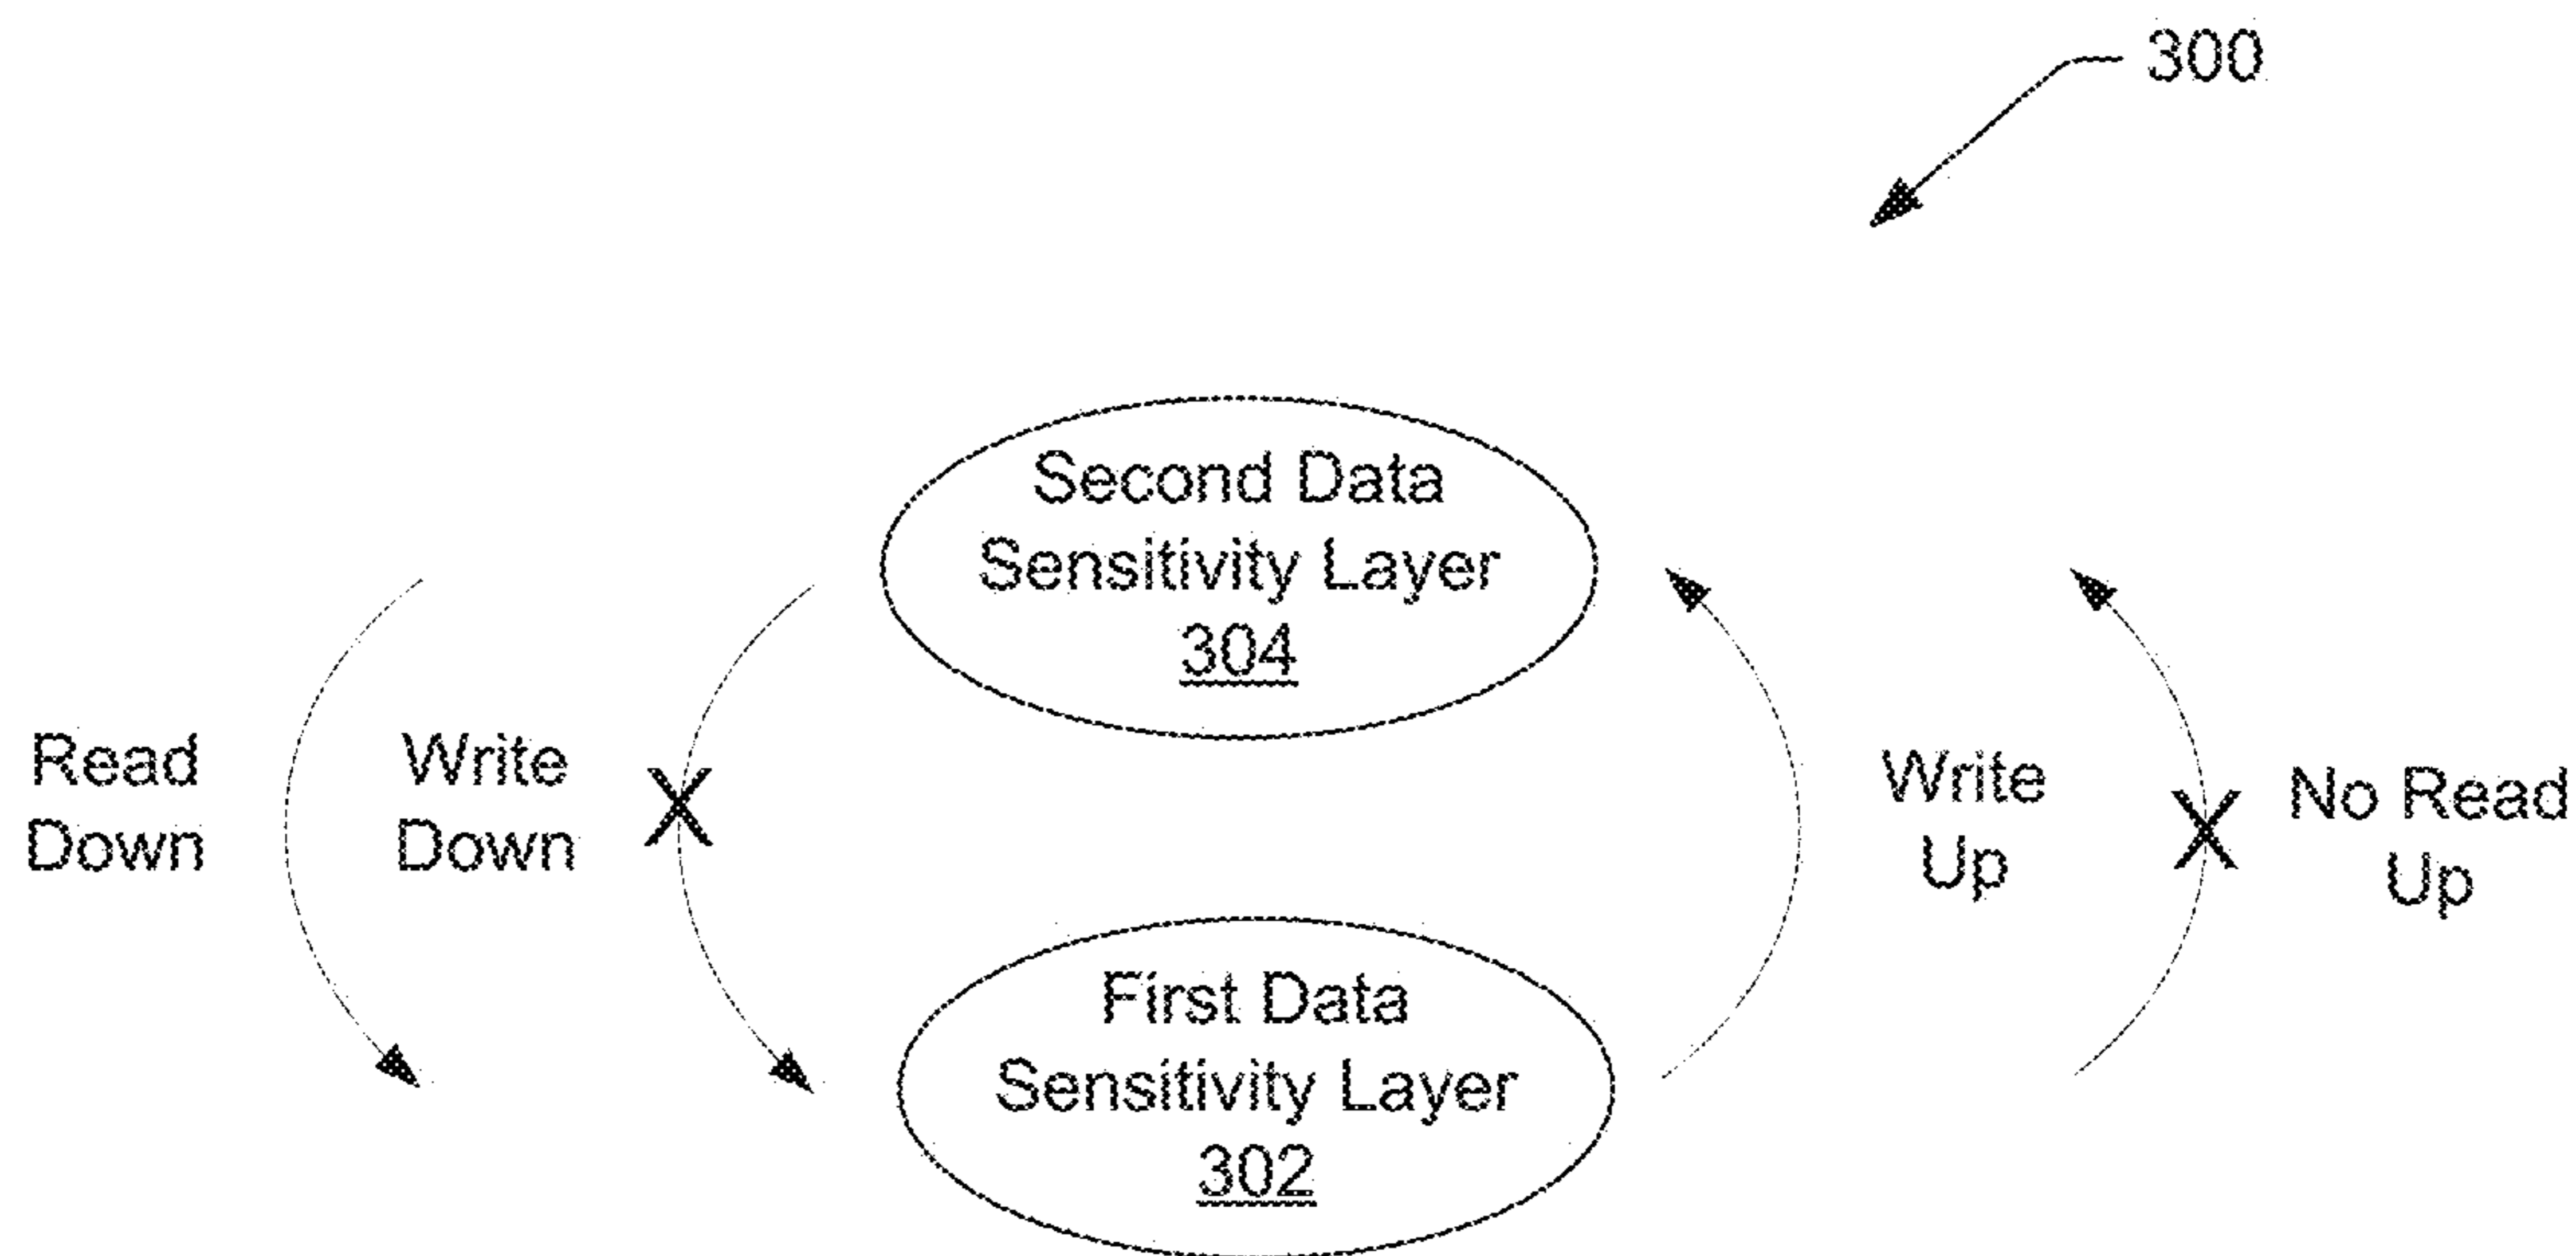 300
Second Data
Sensitivity Layer
304
Read
Down
Write
Down
X
Write
Up
X
No Read
Up
First Data
Sensitivity Layer
302